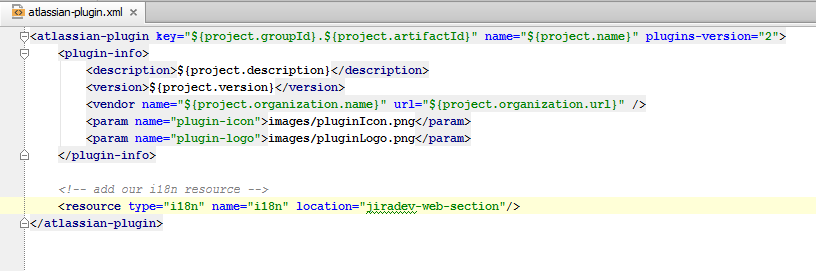 atlassian-plugin.xml ×
<atlassian-plugin key="${project.groupId}.${project.artifactId}" name="${project.name}" plugins-version="2">
<plugin-info>
<description>${project.description}</description>
<version>${project.version}</version>
<vendor name="${project.organization.name}" url="${project.organization.url}" />
<param name="plugin-icon">images/pluginIcon.png</param>
<param name="plugin-logo">images/pluginLogo.png</param>
</plugin-info>
<!-- add our i18n resource -->
<resource type="i18n" name="i18n" location="jiradev-web-section"/>
</atlassian-plugin>